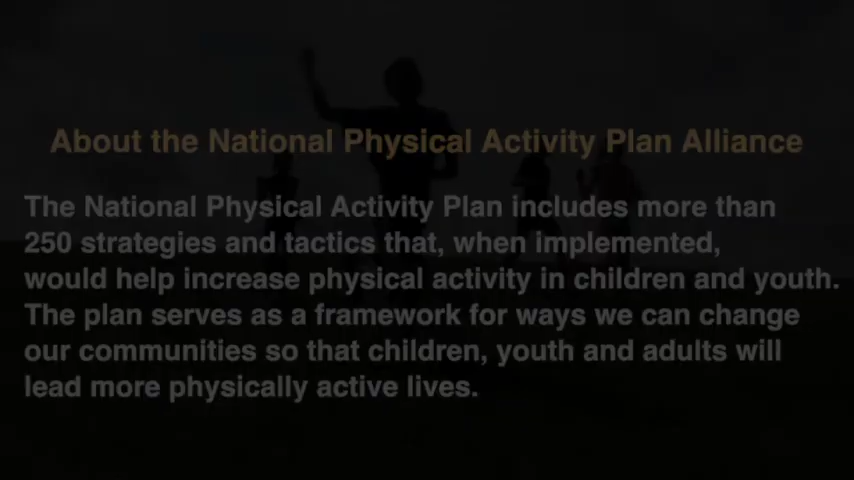 About the National Physical Activity Plan Alliance
The National Physical Activity Plan includes more than
250 strategies and tactics that, when implemented,
would help increase physical activity in children and youth.
The plan serves as a framework for ways we can change
our communities so that children, youth and adults will
lead more physically active lives.